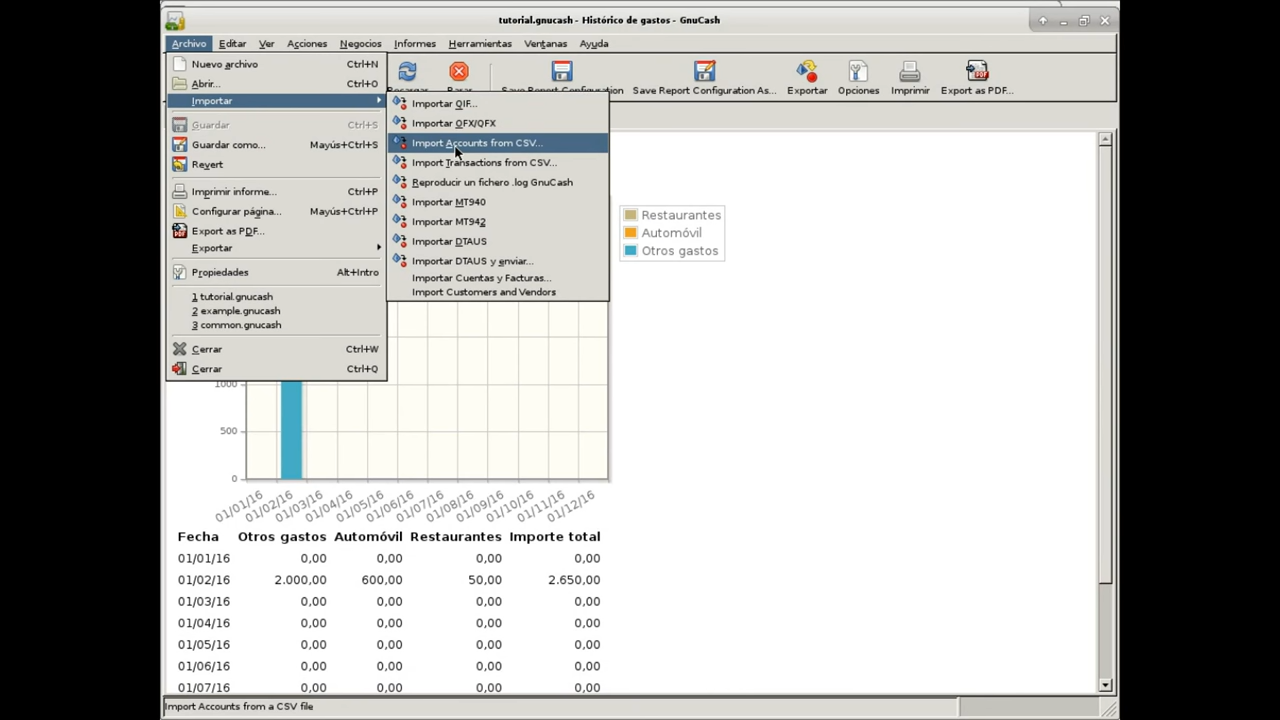 tutorial.gnucash - Histórico de gastos - GnuCash
Archivo Editar Ver Acciones Negocios Informes Herramientas Ventanas Ayuda
Save Report Configuration Save Report Configuration As... Exportar Opciones Imprimir Export as PDF...
Nuevo archivo Ctrl+N
Abrir... Ctrl+O
Importar
Guardar Ctrl+S
Guardar como... Mayús+Ctrl+S
Revert
Imprimir informe... Ctrl+P
Configurar página... Mayús+Ctrl+P
Export as PDF...
Exportar
Propiedades Alt+Intro
1 tutorial.gnucash
2 example.gnucash
3 common.gnucash
Cerrar Ctrl+W
Cerrar Ctrl+Q
Importar QIF...
Importar OFX/QFX
Import Accounts from CSV...
Import Transactions from CSV...
Reproducir un fichero .log GnuCash
Importar MT940
Importar MT942
Importar DTAUS
Importar DTAUS y enviar...
Importar Cuentas y Facturas...
Import Customers and Vendors
Restaurantes
Automóvil
Otros gastos
1000
500
0
01/01/16 01/02/16 01/03/16 01/04/16 01/05/16 01/06/16 01/07/16 01/08/16 01/09/16 01/10/16 01/11/16 01/12/16
Fecha Otros gastos Automóvil Restaurantes Importe total
01/01/16 0,00 0,00 0,00 0,00
01/02/16 2.000,00 600,00 50,00 2.650,00
01/03/16 0,00 0,00 0,00 0,00
01/04/16 0,00 0,00 0,00 0,00
01/05/16 0,00 0,00 0,00 0,00
01/06/16 0,00 0,00 0,00 0,00
01/07/16 0,00 0,00 0,00 0,00
Import Accounts from a CSV file